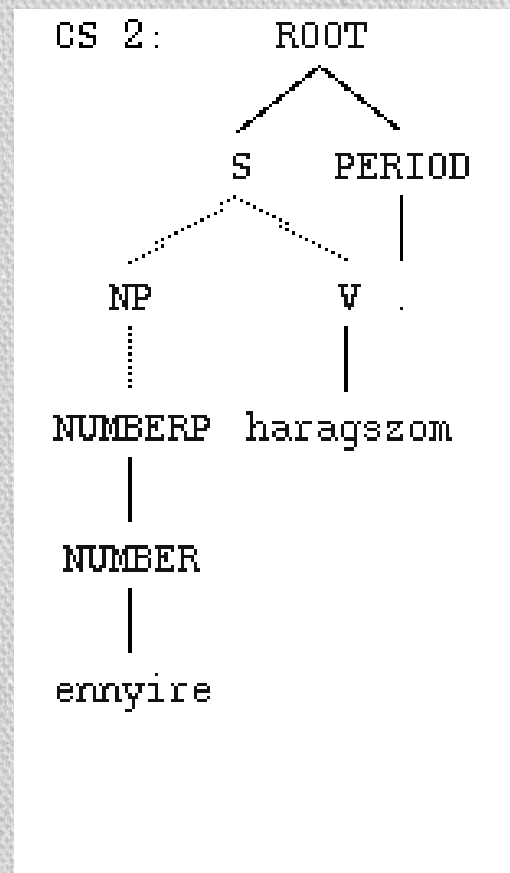 CS 2: ROOT
S PERIOD
NP V .
NUMBERP haragszom
NUMBER
ennyire